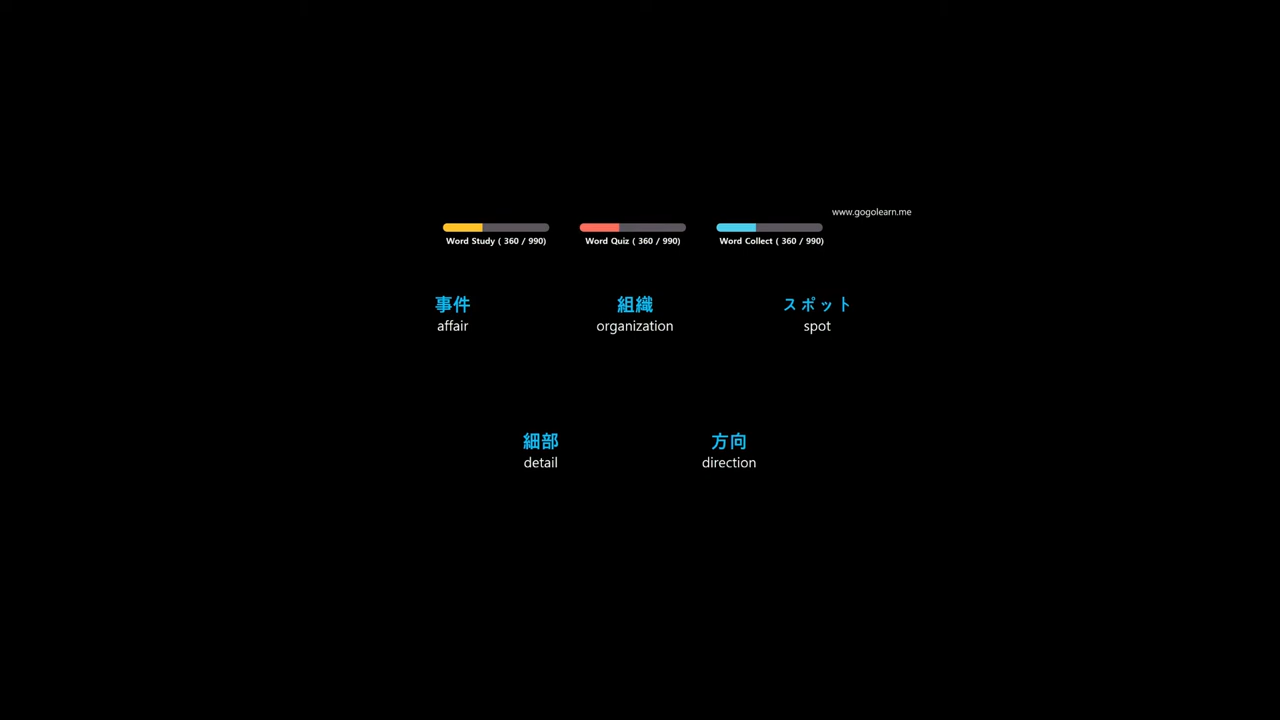 www.gogolearn.me
Word Study ( 360 / 990)
Word Quiz ( 360 / 990)
Word Collect ( 360 / 990)
事件
affair
組織
organization
スポット
spot
細部
detail
方向
direction